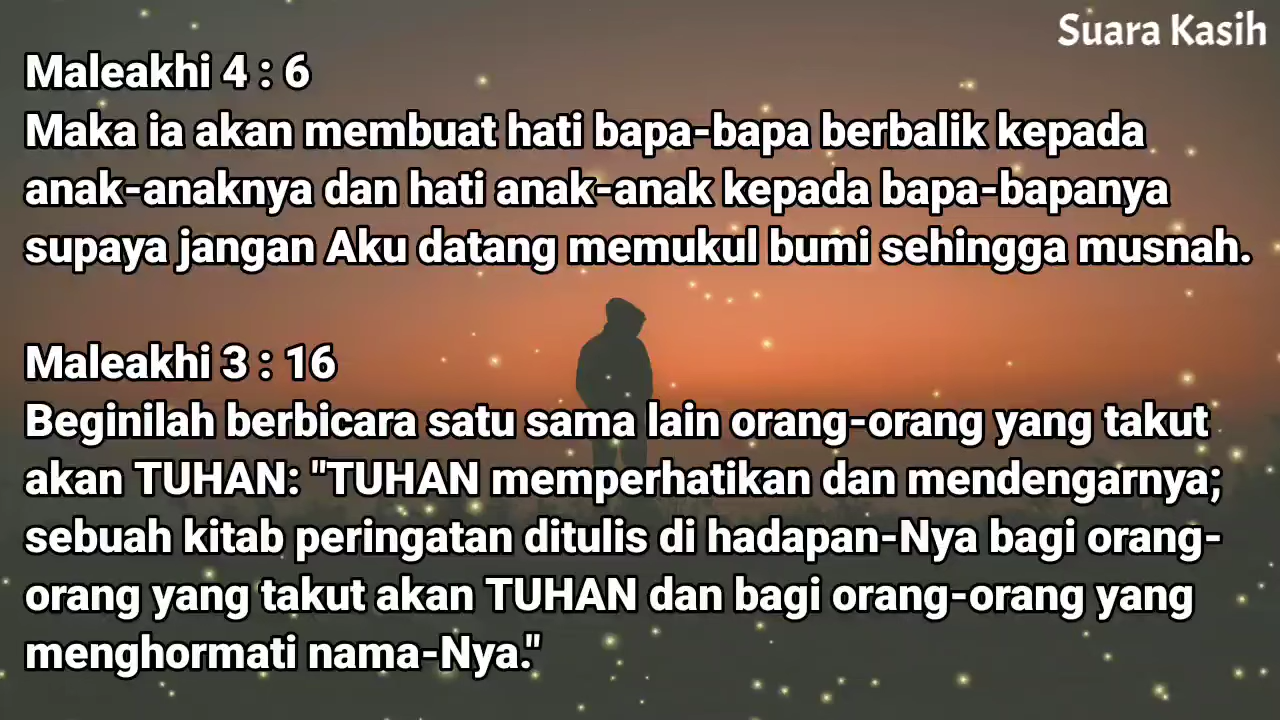 Suara Kasih
Maleakhi 4 : 6
Maka ia akan membuat hati bapa-bapa berbalik kepada
anak-anaknya dan hati anak-anak kepada bapa-bapanya
supaya jangan Aku datang memukul bumi sehingga musnah.
Maleakhi 3 : 16
Beginilah berbicara satu sama lain orang-orang yang takut
akan TUHAN: "TUHAN memperhatikan dan mendengarnya;
sebuah kitab peringatan ditulis di hadapan-Nya bagi orang-
orang yang takut akan TUHAN dan bagi orang-orang yang
menghormati nama-Nya."